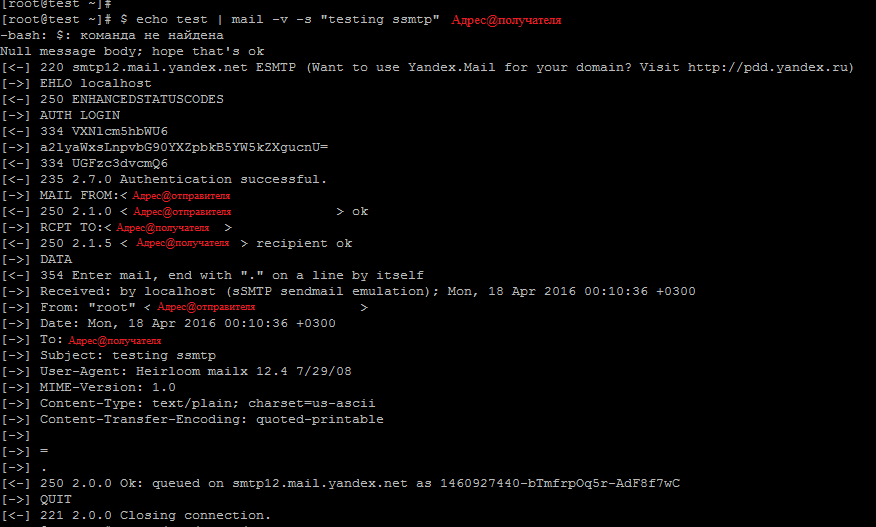 [root@test ~]#
[root@test ~]# $ echo test | mail -v -s "testing ssmtp" Адрес@получателя
-bash: $: команда не найдена
Null message body; hope that's ok
[<-] 220 smtp12.mail.yandex.net ESMTP (Want to use Yandex.Mail for your domain? Visit http://pdd.yandex.ru)
[->] EHLO localhost
[<-] 250 ENHANCEDSTATUSCODES
[->] AUTH LOGIN
[<-] 334 VXNlcm5hbWU6
[->] a2lyaWxsLnpvbG90YXZpbkB5YW5kZXgucnU=
[<-] 334 UGFzc3dvcmQ6
[<-] 235 2.7.0 Authentication successful.
[->] MAIL FROM:< Адрес@отправителя
[<-] 250 2.1.0 < Адрес@отправителя > ok
[->] RCPT TO:< Адрес@получателя >
[<-] 250 2.1.5 < Адрес@получателя > recipient ok
[->] DATA
[<-] 354 Enter mail, end with "." on a line by itself
[->] Received: by localhost (sSMTP sendmail emulation); Mon, 18 Apr 2016 00:10:36 +0300
[->] From: "root" < Адрес@отправителя >
[->] Date: Mon, 18 Apr 2016 00:10:36 +0300
[->] To: Адрес@получателя
[->] Subject: testing ssmtp
[->] User-Agent: Heirloom mailx 12.4 7/29/08
[->] MIME-Version: 1.0
[->] Content-Type: text/plain; charset=us-ascii
[->] Content-Transfer-Encoding: quoted-printable
[->]
[->] =
[->] .
[<-] 250 2.0.0 Ok: queued on smtp12.mail.yandex.net as 1460927440-bTmfrpOq5r-AdF8f7wC
[->] QUIT
[<-] 221 2.0.0 Closing connection.